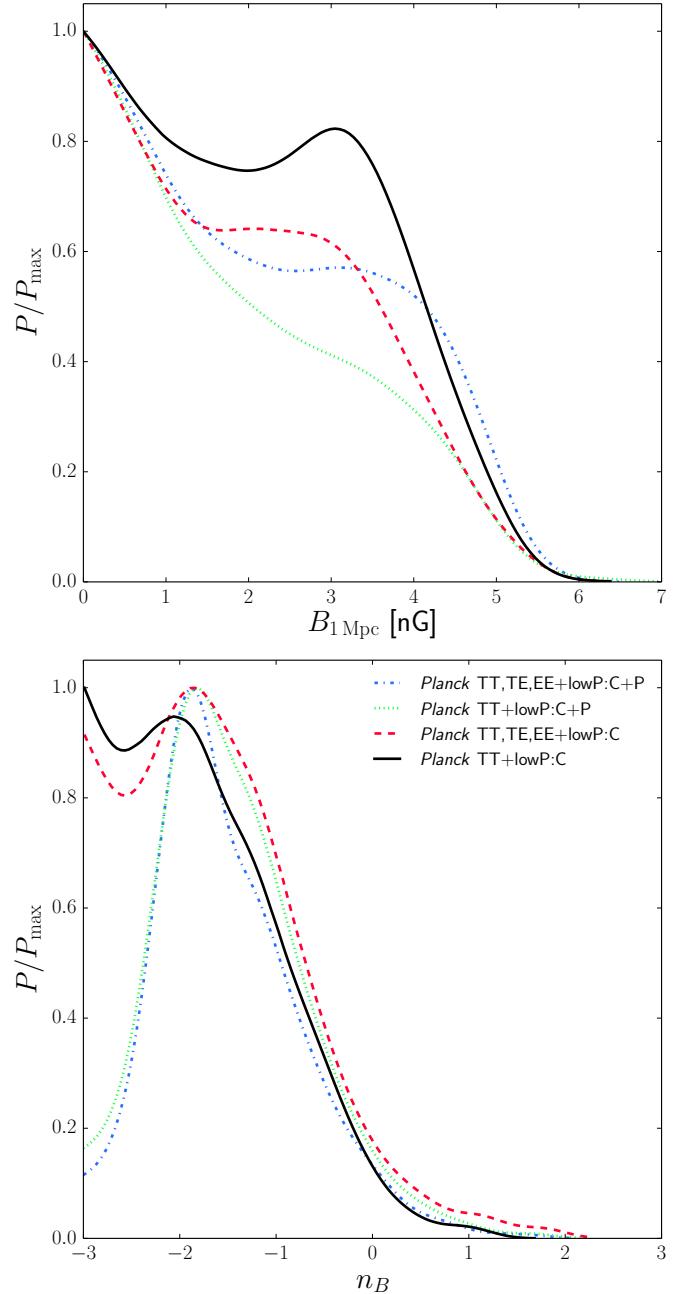 1.0
0.8
0.6
0.4
0.2
0.0
P/P_max
0 1 2 3 4 5 6 7
B_1 Mpc [nG]
1.0
0.8
0.6
0.4
0.2
0.0
P/P_max
Planck TT,TE,EE+lowP:C+P
Planck TT+lowP:C+P
Planck TT,TE,EE+lowP:C
Planck TT+lowP:C
−3 −2 −1 0 1 2 3
n_B